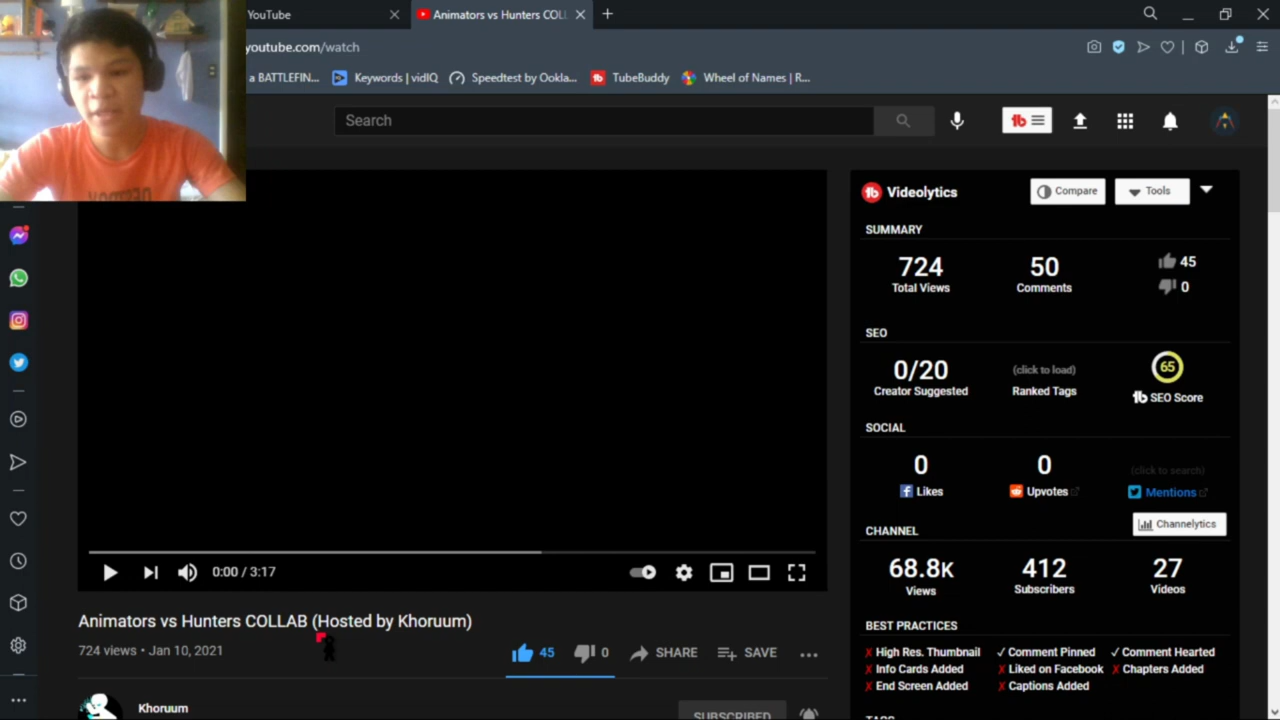 YouTube
Animators vs Hunters COLL
youtube.com/watch
a BATTLEFIN...
Keywords | vidIQ
Speedtest by Ookla...
TubeBuddy
Wheel of Names | R...
Search
Videolytics
Compare
Tools
SUMMARY
724
Total Views
50
Comments
45
0
SEO
0/20
Creator Suggested
(click to load)
Ranked Tags
65
SEO Score
SOCIAL
0
Likes
0
Upvotes
(click to search)
Mentions
Channelytics
CHANNEL
68.8K
Views
412
Subscribers
27
Videos
BEST PRACTICES
✗ High Res. Thumbnail ✓ Comment Pinned ✓ Comment Hearted
✗ Info Cards Added ✗ Liked on Facebook ✗ Chapters Added
✗ End Screen Added ✗ Captions Added
0:00 / 3:17
Animators vs Hunters COLLAB (Hosted by Khoruum)
724 views • Jan 10, 2021
45
0
SHARE
SAVE
Khoruum
SUBSCRIBED